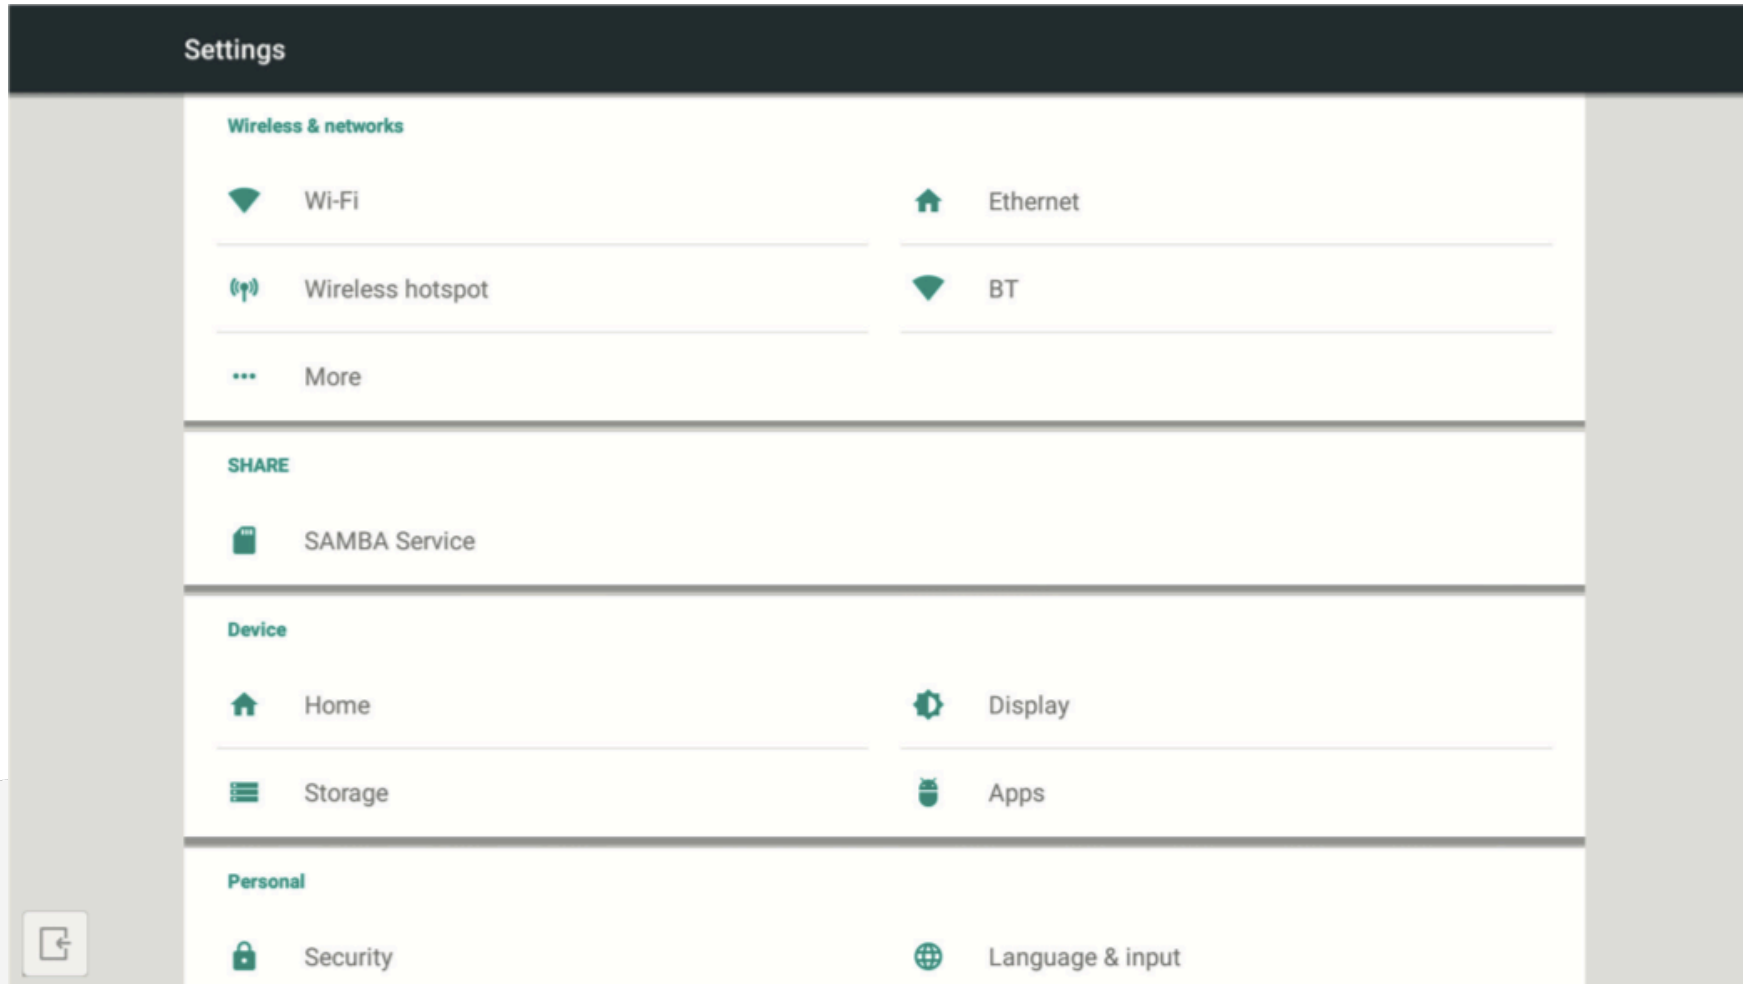 Settings
Wireless & networks
Wi-Fi
Ethernet
Wireless hotspot
BT
More
SHARE
SAMBA Service
Device
Home
Display
Storage
Apps
Personal
Security
Language & input